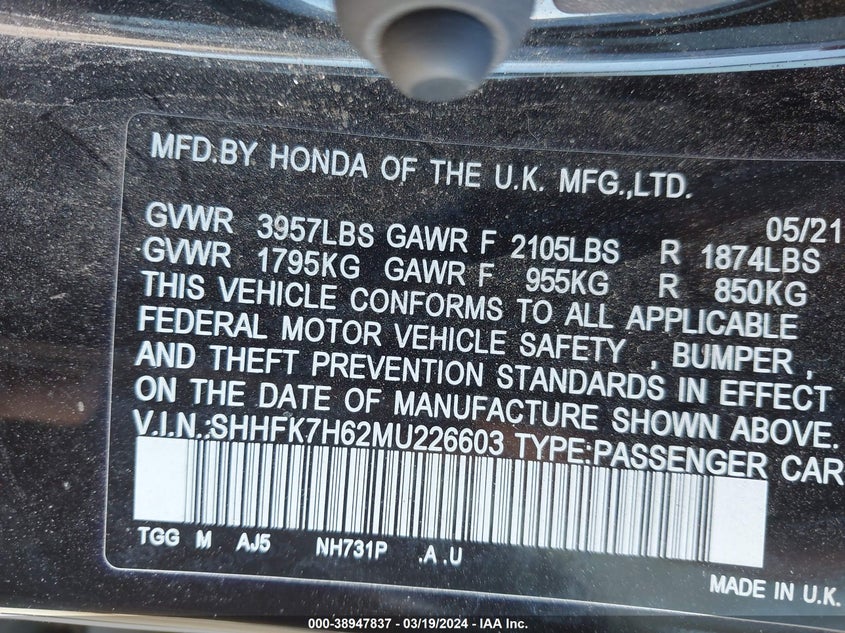 MFD.BY HONDA OF THE U.K. MFG.,LTD.
05/21
GVWR 3957LBS GAWR F 2105LBS R 1874LBS
GVWR 1795KG GAWR F 955KG R 850KG
THIS VEHICLE CONFORMS TO ALL APPLICABLE
FEDERAL MOTOR VEHICLE SAFETY , BUMPER ,
AND THEFT PREVENTION STANDARDS IN EFFECT
ON THE DATE OF MANUFACTURE SHOWN ABOVE.
V.I.N.:SHHFK7H62MU226603 TYPE:PASSENGER CAR
TGG M AJ5 NH731P .A .U
MADE IN U.K.
000-38947837 - 03/19/2024 - IAA Inc.